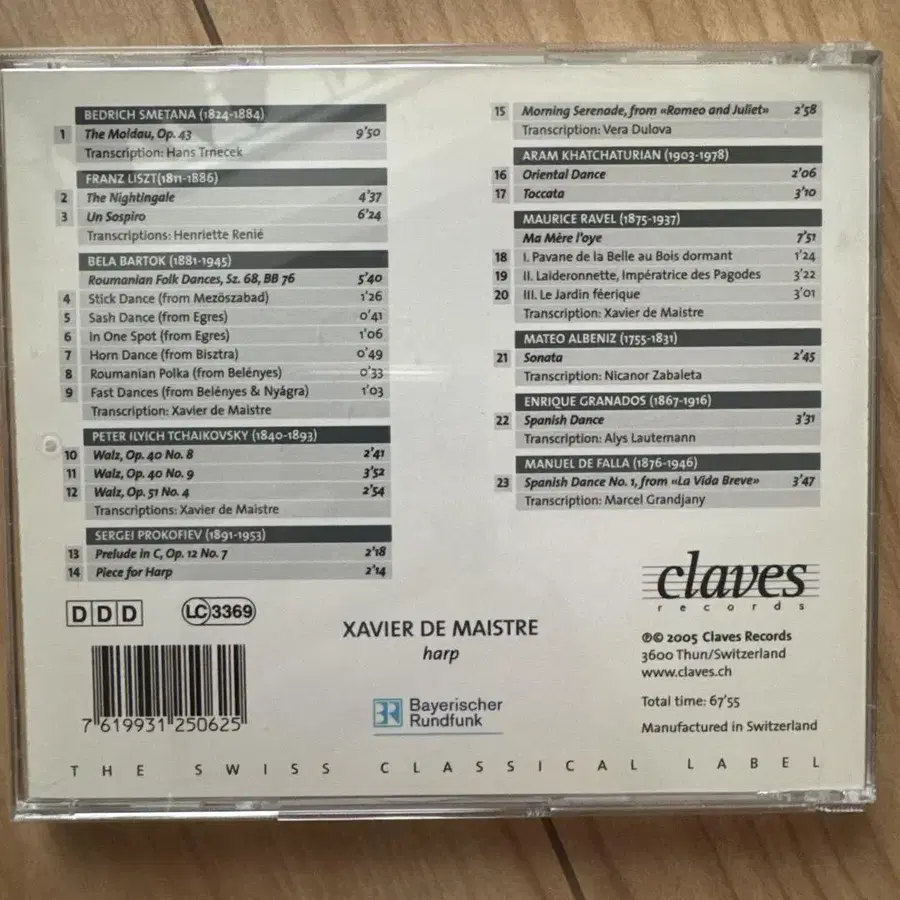 BEDRICH SMETANA (1824-1884)
1 The Moldau, Op. 43 9'50
Transcription: Hans Trnecek
FRANZ LISZT(1811-1886)
2 The Nightingale 4'37
3 Un Sospiro 6'24
Transcriptions: Henriette Renié
BELA BARTOK (1881-1945)
Roumanian Folk Dances, Sz. 68, BB 76 5'40
4 Stick Dance (from Mezöszabad) 1'26
5 Sash Dance (from Egres) 0'41
6 In One Spot (from Egres) 1'06
7 Horn Dance (from Bisztra) 0'49
8 Roumanian Polka (from Belényes) 0'33
9 Fast Dances (from Belényes & Nyágra) 1'03
Transcription: Xavier de Maistre
PETER ILYICH TCHAIKOVSKY (1840-1893)
10 Walz, Op. 40 No. 8 2'41
11 Walz, Op. 40 No. 9 3'52
12 Walz, Op. 51 No. 4 2'54
Transcriptions: Xavier de Maistre
SERGEI PROKOFIEV (1891-1953)
13 Prelude in C, Op. 12 No. 7 2'18
14 Piece for Harp 2'14
15 Morning Serenade, from «Romeo and Juliet» 2'58
Transcription: Vera Dulova
ARAM KHATCHATURIAN (1903-1978)
16 Oriental Dance 2'06
17 Toccata 3'10
MAURICE RAVEL (1875-1937)
Ma Mère l'oye 7'51
18 I. Pavane de la Belle au Bois dormant 1'24
19 II. Laideronnette, Impératrice des Pagodes 3'22
20 III. Le Jardin féerique 3'01
Transcription: Xavier de Maistre
MATEO ALBENIZ (1755-1831)
21 Sonata 2'45
Transcription: Nicanor Zabaleta
ENRIQUE GRANADOS (1867-1916)
22 Spanish Dance 3'31
Transcription: Alys Lautemann
MANUEL DE FALLA (1876-1946)
23 Spanish Dance No. 1, from «La Vida Breve» 3'47
Transcription: Marcel Grandjany
DDD
LC 3369
7 619931 250625
XAVIER DE MAISTRE
harp
BR Bayerischer
Rundfunk
claves
records
℗© 2005 Claves Records
3600 Thun/Switzerland
www.claves.ch
Total time: 67'55
Manufactured in Switzerland
THE SWISS CLASSICAL LABEL